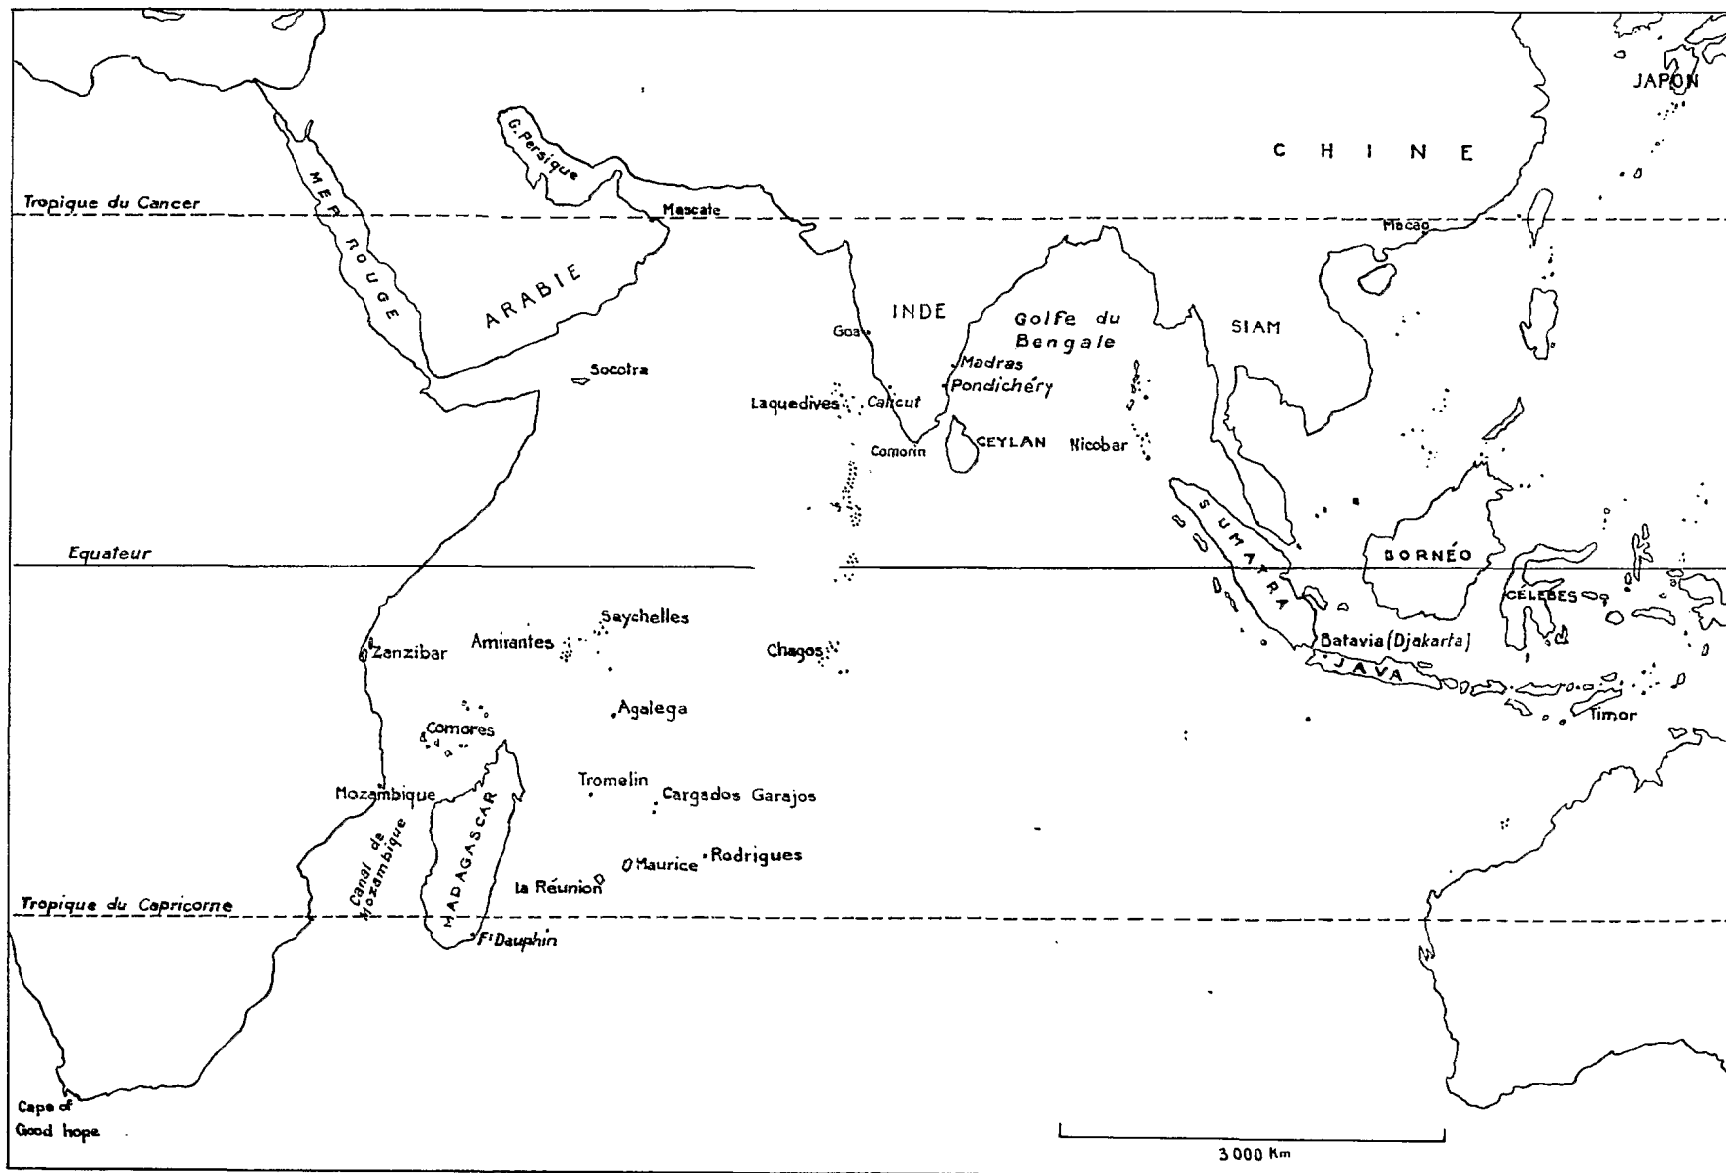 JAPON
G. Persique
CHINE
MER ROUGE
Tropique du Cancer
Mascate
Macao
ARABIE
INDE
Golfe du
Bengale
SIAM
Goa
Socotra
Madras
Pondichéry
Laquedives
Calicut
Comorin
CEYLAN
Nicobar
SUMATRA
Equateur
BORNÉO
CÉLEBES
Saychelles
Amirantes
Zanzibar
Chagos
Batavia (Djakarta)
JAVA
Agalega
Timor
Comores
Tromelin
Mozambique
Cargados Garajos
MADAGASCAR
Canal de
Mozambique
Maurice
Rodrigues
La Réunion
Tropique du Capricorne
Ft Dauphin
Cape of
Good hope
3000 Km